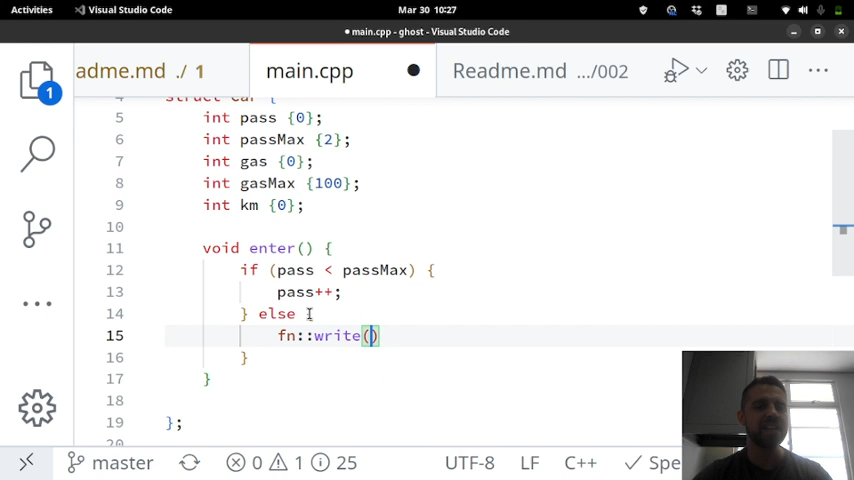 Activities Visual Studio Code Mar 30 10:27
• main.cpp - ghost - Visual Studio Code
adme.md ./ 1 main.cpp Readme.md .../002
struct Car {
5 int pass {0};
6 int passMax {2};
7 int gas {0};
8 int gasMax {100};
9 int km {0};
10
11 void enter() {
12 if (pass < passMax) {
13 pass++;
14 } else {
15 fn::write()
16 }
17 }
18
19 };
20
1
master 0 1 25 UTF-8 LF C++ Spe